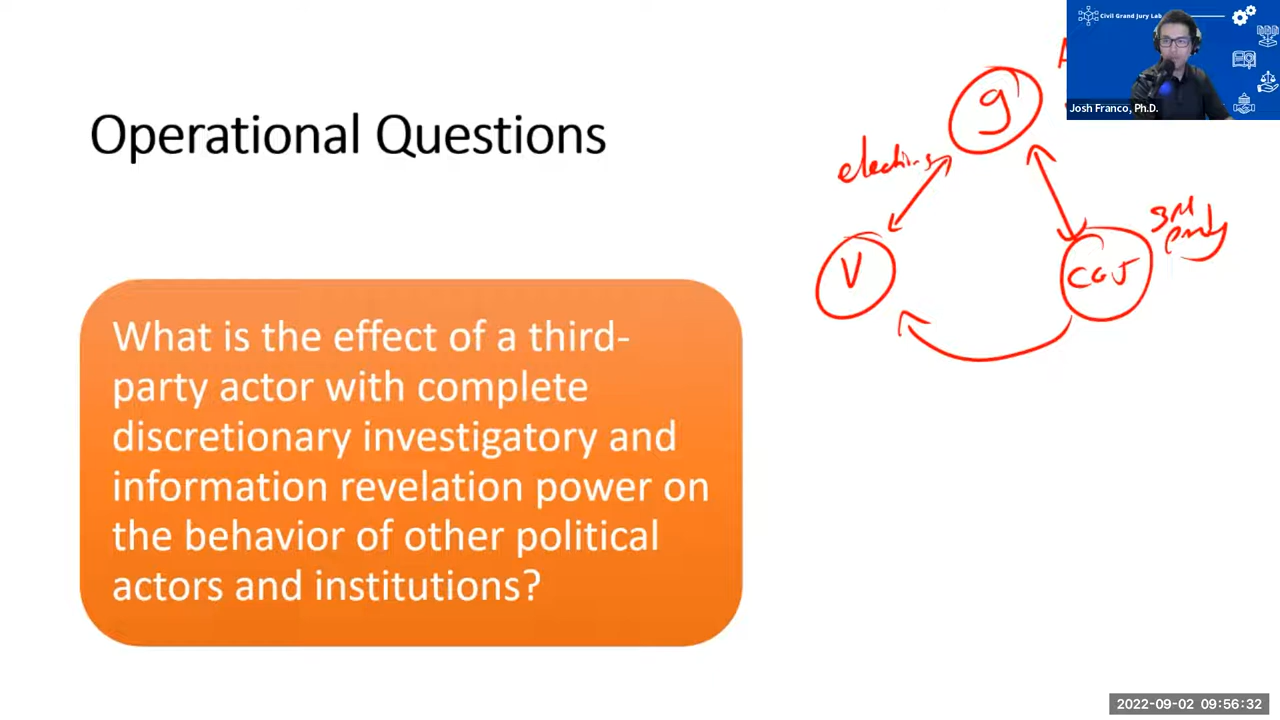 Civil Grand Jury Lab
Josh Franco, Ph.D.
Operational Questions
g
elections
3rd
party
V
CGJ
What is the effect of a third-
party actor with complete
discretionary investigatory and
information revelation power on
the behavior of other political
actors and institutions?
2022-09-02 09:56:32